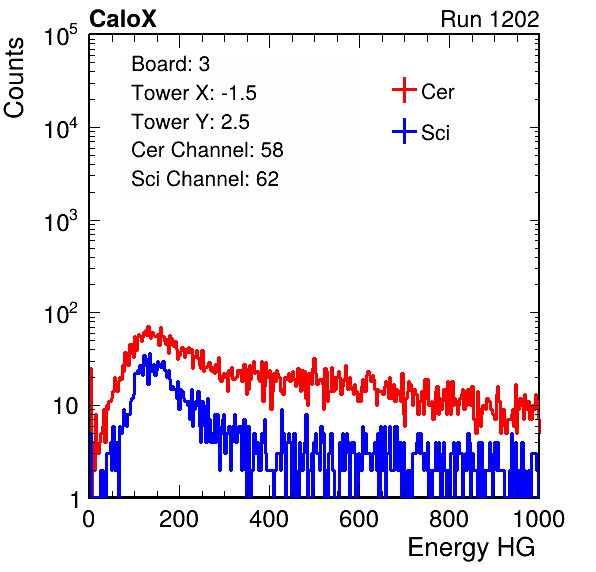 CaloX Run 1202
Counts
10^5
10^4
10^3
10^2
10
1
Board: 3
Tower X: -1.5
Tower Y: 2.5
Cer Channel: 58
Sci Channel: 62
Cer
Sci
0 200 400 600 800 1000
Energy HG